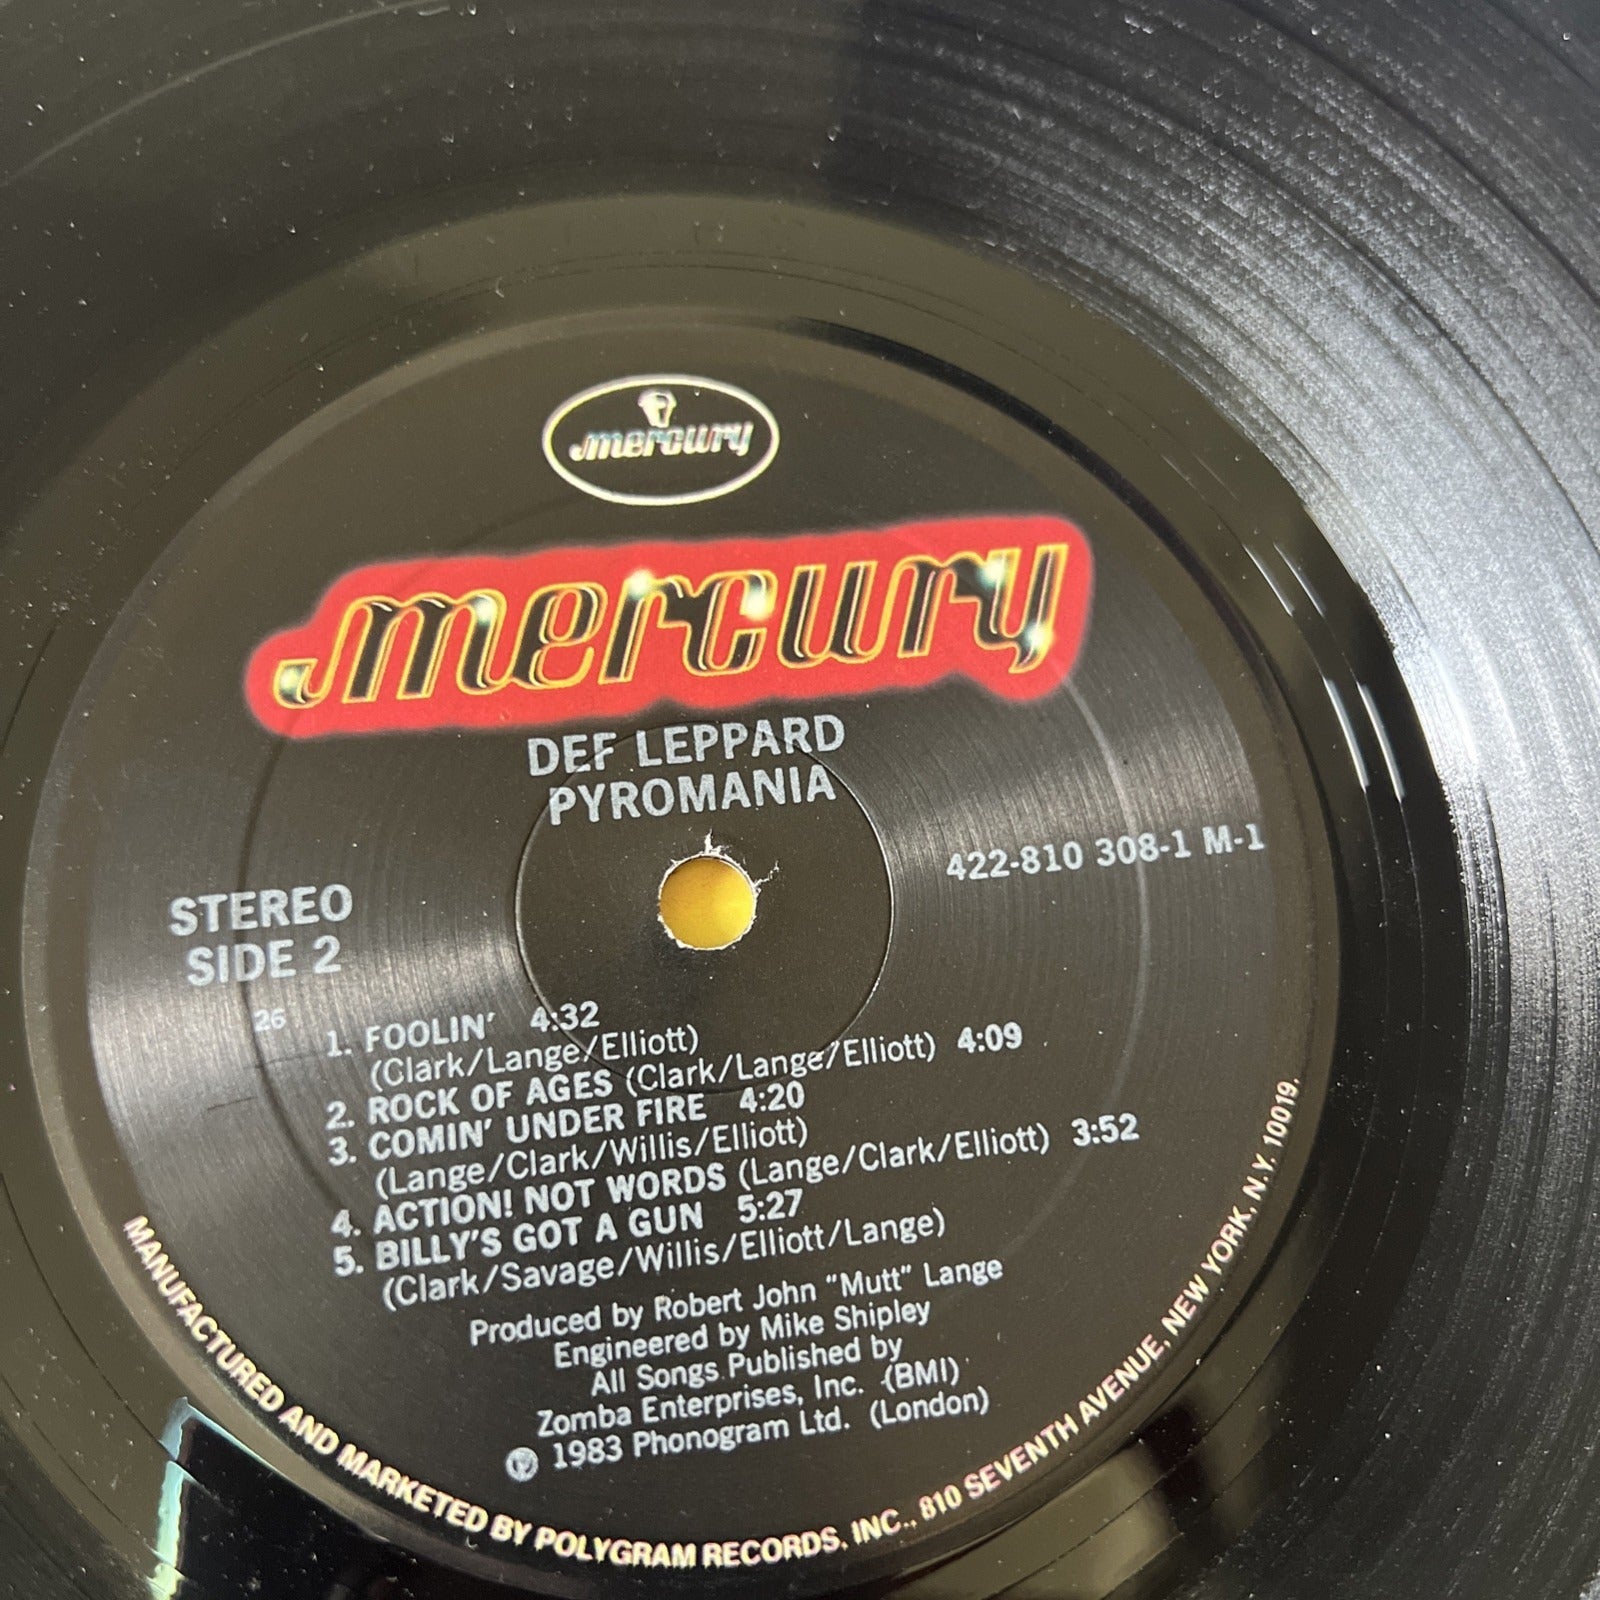 mercury
mercury
DEF LEPPARD
PYROMANIA
422-810 308-1 M-1
STEREO
SIDE 2
26
1. FOOLIN' 4:32
(Clark/Lange/Elliott)
2. ROCK OF AGES (Clark/Lange/Elliott) 4:09
3. COMIN' UNDER FIRE 4:20
(Lange/Clark/Willis/Elliott)
4. ACTION! NOT WORDS (Lange/Clark/Elliott) 3:52
5. BILLY'S GOT A GUN 5:27
(Clark/Savage/Willis/Elliott/Lange)
Produced by Robert John "Mutt" Lange
Engineered by Mike Shipley
All Songs Published by
Zomba Enterprises, Inc. (BMI)
℗ 1983 Phonogram Ltd. (London)
MANUFACTURED AND MARKETED BY POLYGRAM RECORDS, INC., 810 SEVENTH AVENUE, NEW YORK, N.Y. 10019.